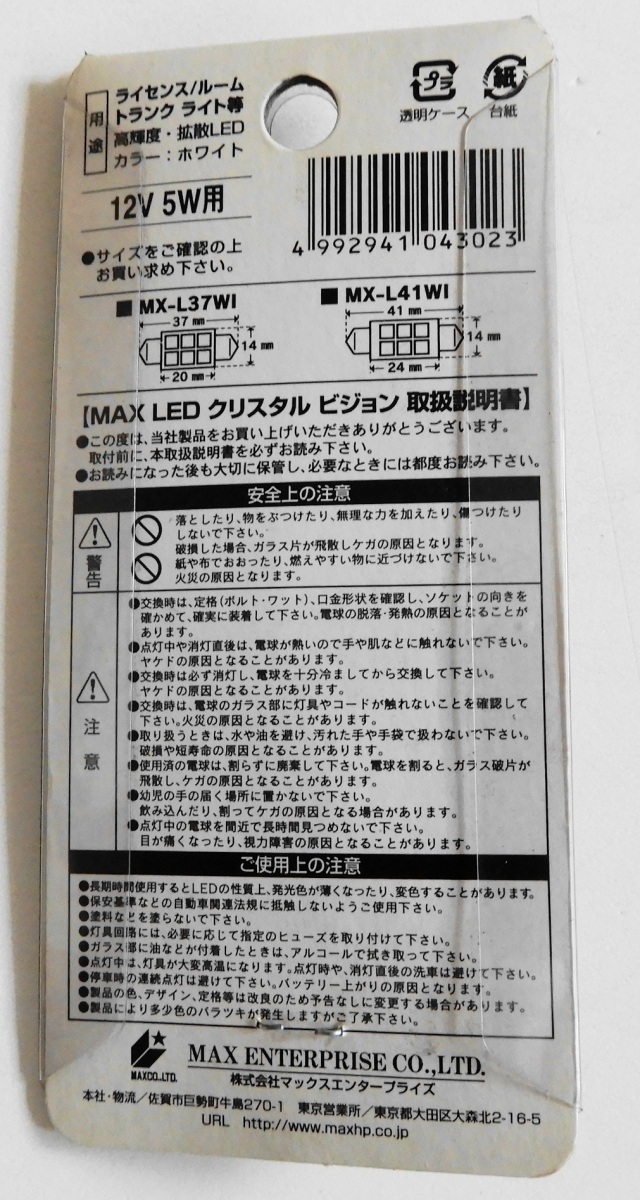 用途
ライセンス/ルーム
トランク ライト等
高輝度・拡散LED
カラー：ホワイト
プラ
透明ケース
紙
台紙
12V 5W用
●サイズをご確認の上
お買い求め下さい。
4 992941 043023
■ MX-L37WI
37 mm
14 mm
20 mm
■ MX-L41WI
41 mm
14 mm
24 mm
【MAX LED クリスタル ビジョン 取扱説明書】
●この度は、当社製品をお買い上げいただきありがとうございます。
取付前に、本取扱説明書を必ずお読み下さい。
●お読みになった後も大切に保管し、必要なときには都度お読み下さい。
安全上の注意
警告
落としたり、物をぶつけたり、無理な力を加えたり、傷つけたり
しないで下さい。
破損した場合、ガラス片が飛散しケガの原因となります。
紙や布でおおったり、燃えやすい物に近づけないで下さい。
火災の原因となります。
注意
●交換時は、定格(ボルト・ワット)、口金形状を確認し、ソケットの向きを
確かめて、確実に装着して下さい。電球の脱落・発熱の原因となることが
あります。
●点灯中や消灯直後は、電球が熱いので手や肌などに触れないで下さい。
ヤケドの原因となることがあります。
●交換時は必ず消灯し、電球を十分冷ましてから交換して下さい。
ヤケドの原因となることがあります。
●交換時は、電球のガラス部に灯具やコードが触れないことを確認して
下さい。火災の原因となることがあります。
●取り扱うときは、水や油を避け、汚れた手や手袋で扱わないで下さい。
破損や短寿命の原因となることがあります。
●使用済の電球は、割らずに廃棄して下さい。電球を割ると、ガラス破片が
飛散し、ケガの原因となることがあります。
●幼児の手の届く場所に置かないで下さい。
飲み込んだり、割ってケガの原因となる場合があります。
●点灯中の電球を間近で長時間見つめないで下さい。
目が痛くなったり、視力障害の原因となることがあります。
ご使用上の注意
●長期時間使用するとLEDの性質上、発光色が薄くなったり、変色することがあります。
●保安基準などの自動車関連法規に抵触しないようご使用下さい。
●塗料などを塗らないで下さい。
●灯具回路には、必要に応じて指定のヒューズを取り付けて下さい。
●ガラス部に油などが付着したときは、アルコールで拭き取って下さい。
●点灯中は、灯具が大変高温になります。点灯時や、消灯直後の洗車は避けて下さい。
●停車時の連続点灯は避けて下さい。バッテリー上がりの原因となります。
●製品の色、デザイン、定格等は改良のため予告なしに変更する場合があります。
●製品により多少色のバラツキが発生しますがご了承下さい。
MAXCO.,LTD.
MAX ENTERPRISE CO.,LTD.
株式会社マックスエンタープライズ
本社・物流/佐賀市巨勢町牛島270-1 東京営業所/東京都大田区大森北2-16-5
URL http://www.maxhp.co.jp